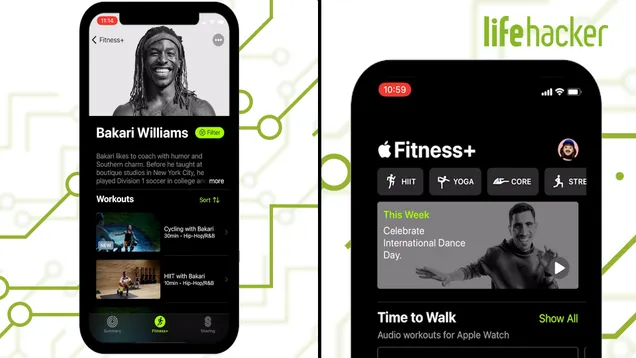 11:14
Fitness+
Bakari Williams
Filter
Bakari likes to coach with humor and
Southern charm. Before he taught at
boutique studios in New York City, he
played Division 1 soccer in college and more
Workouts
Sort
NEW
Cycling with Bakari
30min • Hip-Hop/R&B
HIIT with Bakari
10min • Hip-Hop/R&B
Summary
Fitness+
Sharing
lifehacker
10:59
Fitness+
HIIT
YOGA
CORE
STRE
This Week
Celebrate
International Dance
Day.
Time to Walk
Show All
Audio workouts for Apple Watch